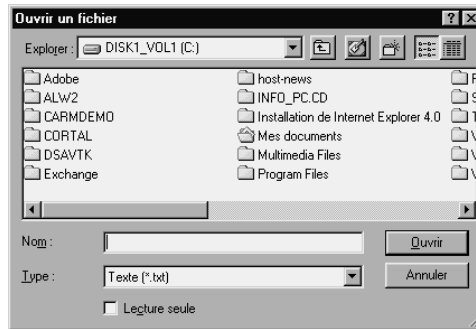 Ouvrir un fichier
Explorer : DISK1_VOL1 (C:)
Adobe
ALW2
CARMDEMO
CORTAL
DSAVTK
Exchange
host-news
INFO_PC.CD
Installation de Internet Explorer 4.0
Mes documents
Multimedia Files
Program Files
Nom :
Ouvrir
Type : Texte (*.txt)
Annuler
Lecture seule